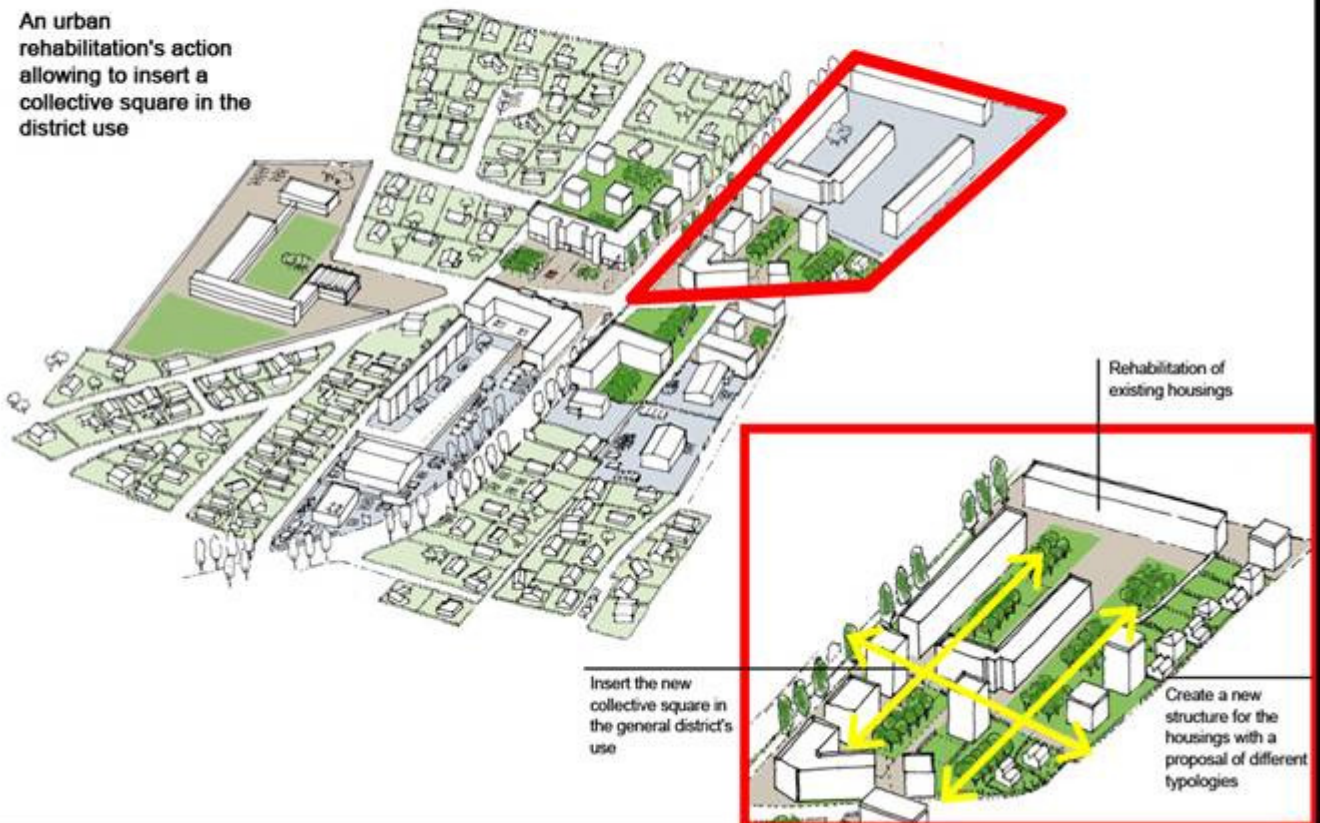 An urban
rehabilitation's action
allowing to insert a
collective square in the
district use
Rehabilitation of
existing housings
Insert the new
collective square in
the general district's
use
Create a new
structure for the
housings with a
proposal of different
typologies